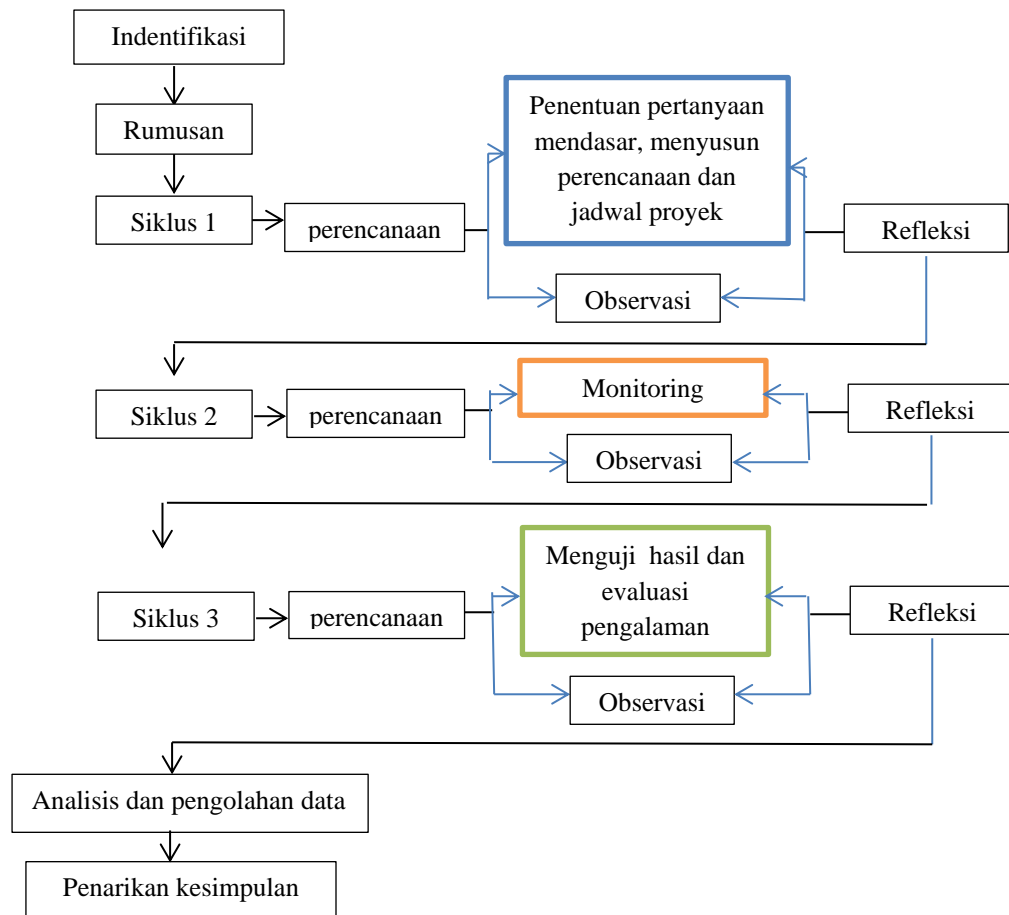 Indentifikasi
Rumusan
Siklus 1
perencanaan
Penentuan pertanyaan
mendasar, menyusun
perencanaan dan
jadwal proyek
Observasi
Refleksi
Siklus 2
perencanaan
Monitoring
Observasi
Refleksi
Siklus 3
perencanaan
Menguji hasil dan
evaluasi
pengalaman
Observasi
Refleksi
Analisis dan pengolahan data
Penarikan kesimpulan